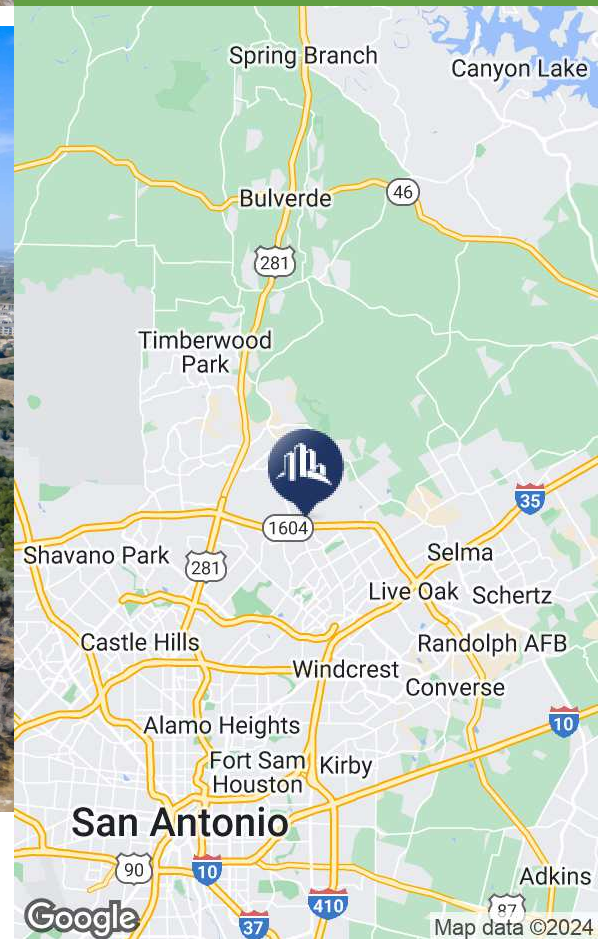 Spring Branch
Canyon Lake
Bulverde
46
281
Timberwood
Park
35
1604
Shavano Park
281
Selma
Live Oak
Schertz
Castle Hills
Randolph AFB
Windcrest
Converse
10
Alamo Heights
Fort Sam
Houston
Kirby
San Antonio
90
10
Adkins
410
87
Google
37
Map data ©2024